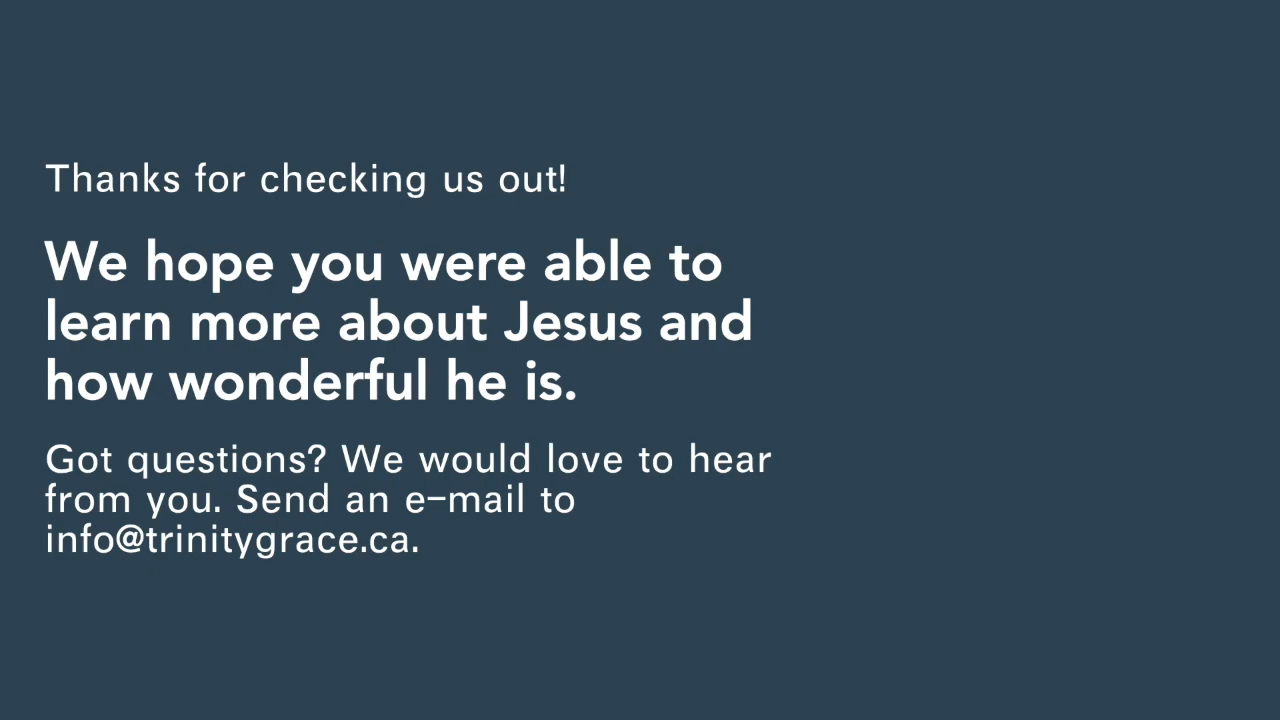 Thanks for checking us out!
We hope you were able to
learn more about Jesus and
how wonderful he is.
Got questions? We would love to hear
from you. Send an e-mail to
info@trinitygrace.ca.